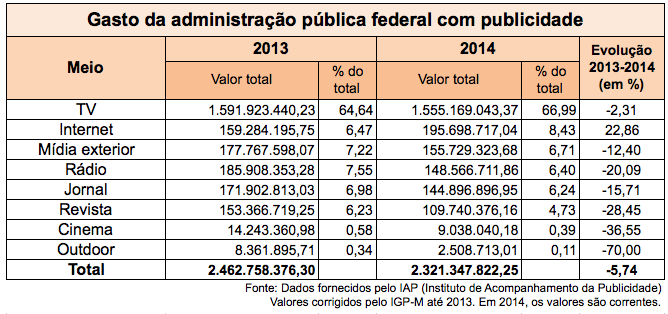 Gasto da administração pública federal com publicidade
Meio 2013 2014 Evolução 2013-2014 (em %)
Valor total % do total Valor total % do total
TV 1.591.923.440,23 64,64 1.555.169.043,37 66,99 -2,31
Internet 159.284.195,75 6,47 195.698.717,04 8,43 22,86
Mídia exterior 177.767.598,07 7,22 155.729.323,68 6,71 -12,40
Rádio 185.908.353,28 7,55 148.566.711,86 6,40 -20,09
Jornal 171.902.813,03 6,98 144.896.896,95 6,24 -15,71
Revista 153.366.719,25 6,23 109.740.376,16 4,73 -28,45
Cinema 14.243.360,98 0,58 9.038.040,18 0,39 -36,55
Outdoor 8.361.895,71 0,34 2.508.713,01 0,11 -70,00
Total 2.462.758.376,30 2.321.347.822,25 -5,74
Fonte: Dados fornecidos pelo IAP (Instituto de Acompanhamento da Publicidade)
Valores corrigidos pelo IGP-M até 2013. Em 2014, os valores são correntes.